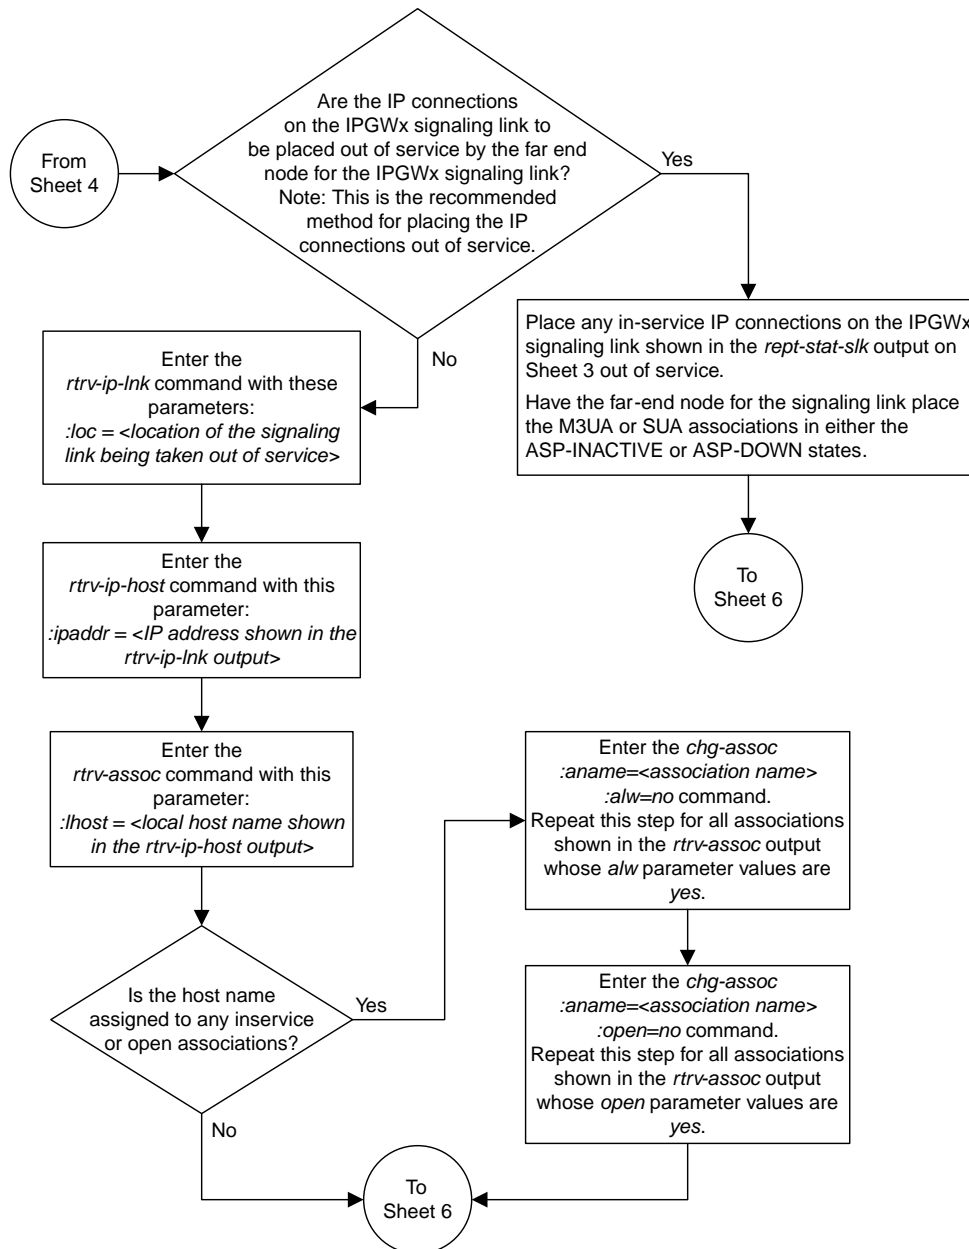 From
Sheet 4
Are the IP connections
on the IPGWx signaling link to
be placed out of service by the far end
node for the IPGWx signaling link?
Note: This is the recommended
method for placing the IP
connections out of service.
Yes
No
Place any in-service IP connections on the IPGWx
signaling link shown in the rept-stat-slk output on
Sheet 3 out of service.
Have the far-end node for the signaling link place
the M3UA or SUA associations in either the
ASP-INACTIVE or ASP-DOWN states.
To
Sheet 6
Enter the
rtrv-ip-lnk command with these
parameters:
:loc = <location of the signaling
link being taken out of service>
Enter the
rtrv-ip-host command with this
parameter:
:ipaddr = <IP address shown in the
rtrv-ip-lnk output>
Enter the
rtrv-assoc command with this
parameter:
:lhost = <local host name shown
in the rtrv-ip-host output>
Is the host name
assigned to any inservice
or open associations?
Yes
No
Enter the chg-assoc
:aname=<association name>
:alw=no command.
Repeat this step for all associations
shown in the rtrv-assoc output
whose alw parameter values are
yes.
Enter the chg-assoc
:aname=<association name>
:open=no command.
Repeat this step for all associations
shown in the rtrv-assoc output
whose open parameter values are
yes.
To
Sheet 6